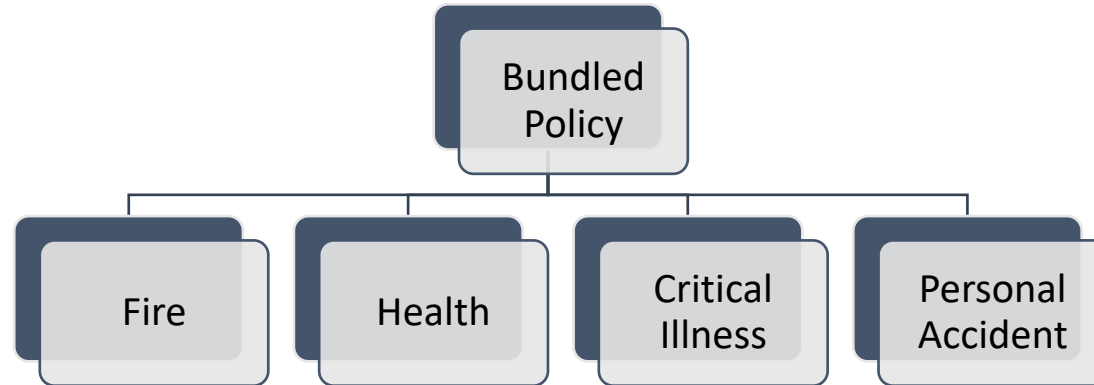 Bundled
Policy
Fire
Health
Critical
Illness
Personal
Accident